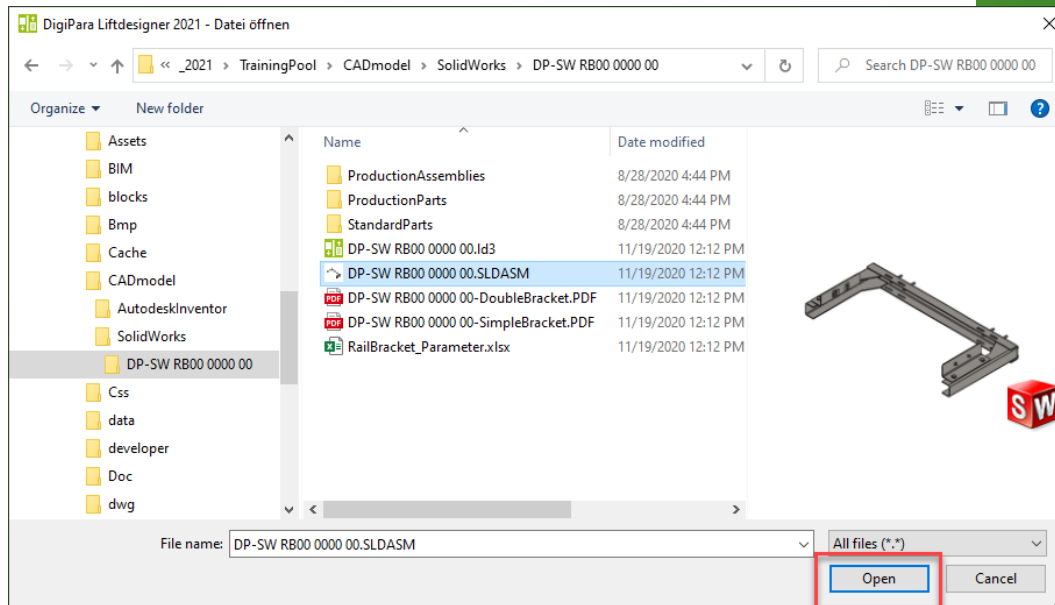 DigiPara Liftdesigner 2021 - Datei öffnen
« _2021 › TrainingPool › CADmodel › SolidWorks › DP-SW RB00 0000 00
Search DP-SW RB00 0000 00
Organize New folder
Name Date modified
Assets
BIM
blocks
Bmp
Cache
CADmodel
AutodeskInventor
SolidWorks
DP-SW RB00 0000 00
Css
data
developer
Doc
dwg
ProductionAssemblies 8/28/2020 4:44 PM
ProductionParts 8/28/2020 4:44 PM
StandardParts 8/28/2020 4:44 PM
DP-SW RB00 0000 00.ld3 11/19/2020 12:12 PM
DP-SW RB00 0000 00.SLDASM 11/19/2020 12:12 PM
PDF DP-SW RB00 0000 00-DoubleBracket.PDF 11/19/2020 12:12 PM
PDF DP-SW RB00 0000 00-SimpleBracket.PDF 11/19/2020 12:12 PM
RailBracket_Parameter.xlsx 11/19/2020 12:12 PM
SW
File name: DP-SW RB00 0000 00.SLDASM All files (*.*)
Open Cancel